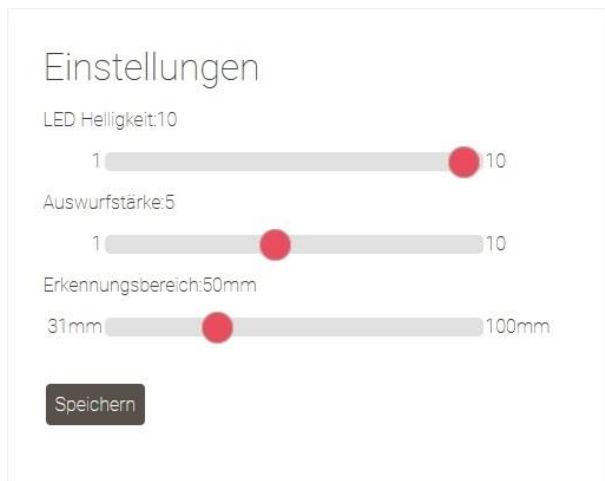 Einstellungen
LED Helligkeit:10
1 10
Auswurfstärke:5
1 10
Erkennungsbereich:50mm
31mm 100mm
Speichern